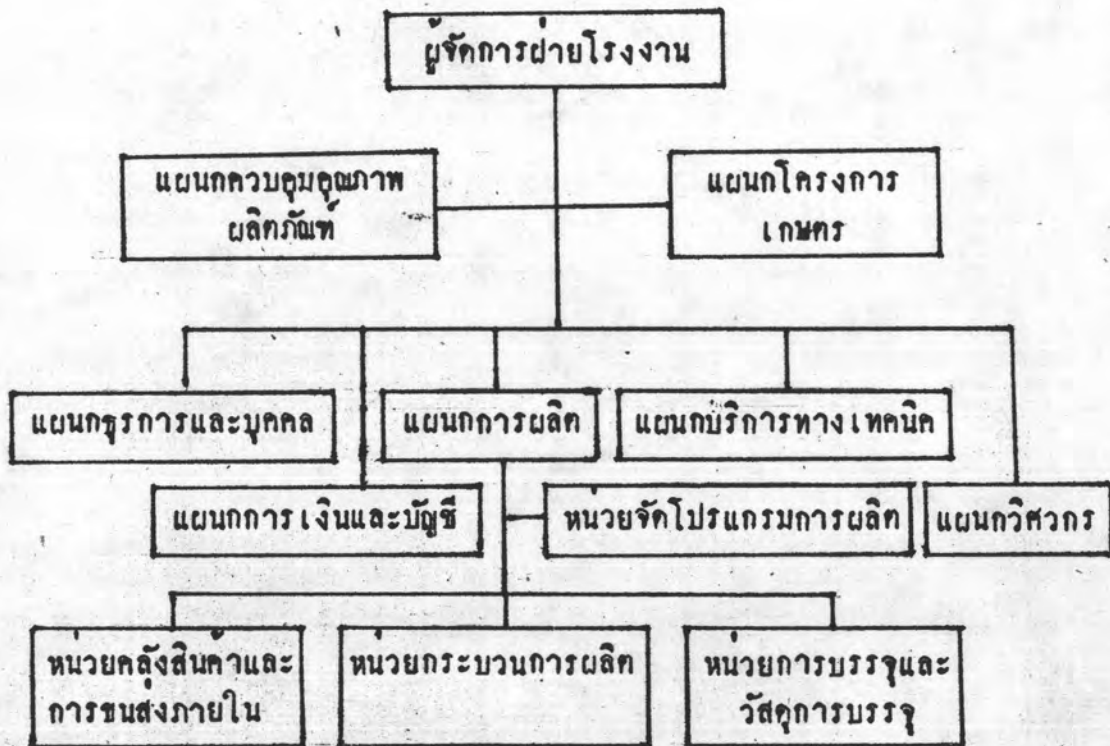 ผู้จัดการฝ่ายโรงงาน
แผนกควบคุมคุณภาพ
ผลิตภัณฑ์
แผนกโครงการ
เกษตร
แผนกธุรการและบุคคล
แผนกการผลิต
แผนกบริการทางเทคนิค
แผนกการเงินและบัญชี
หน่วยจัดโปรแกรมการผลิต
แผนกวิศวกร
หน่วยคลังสินค้าและ
การขนส่งภายใน
หน่วยกระบวนการผลิต
หน่วยการบรรจุและ
วัสดุการบรรจุ